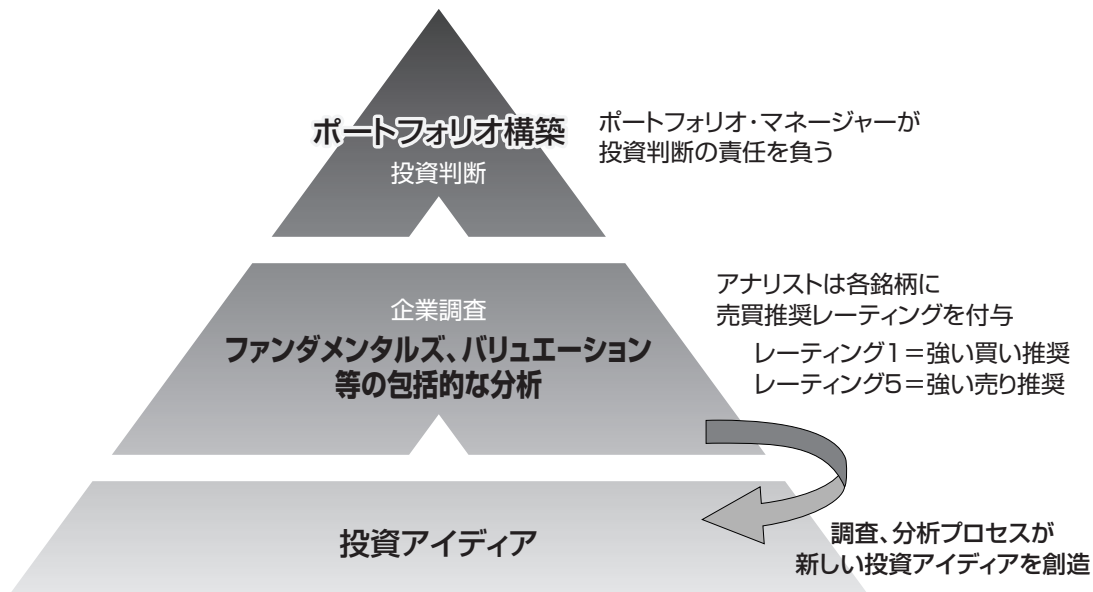 ポートフォリオ構築
投資判断
ポートフォリオ・マネージャーが
投資判断の責任を負う
企業調査
ファンダメンタルズ、バリュエーション
等の包括的な分析
アナリストは各銘柄に
売買推奨レーティングを付与
レーティング1=強い買い推奨
レーティング5=強い売り推奨
投資アイディア
調査、分析プロセスが
新しい投資アイディアを創造